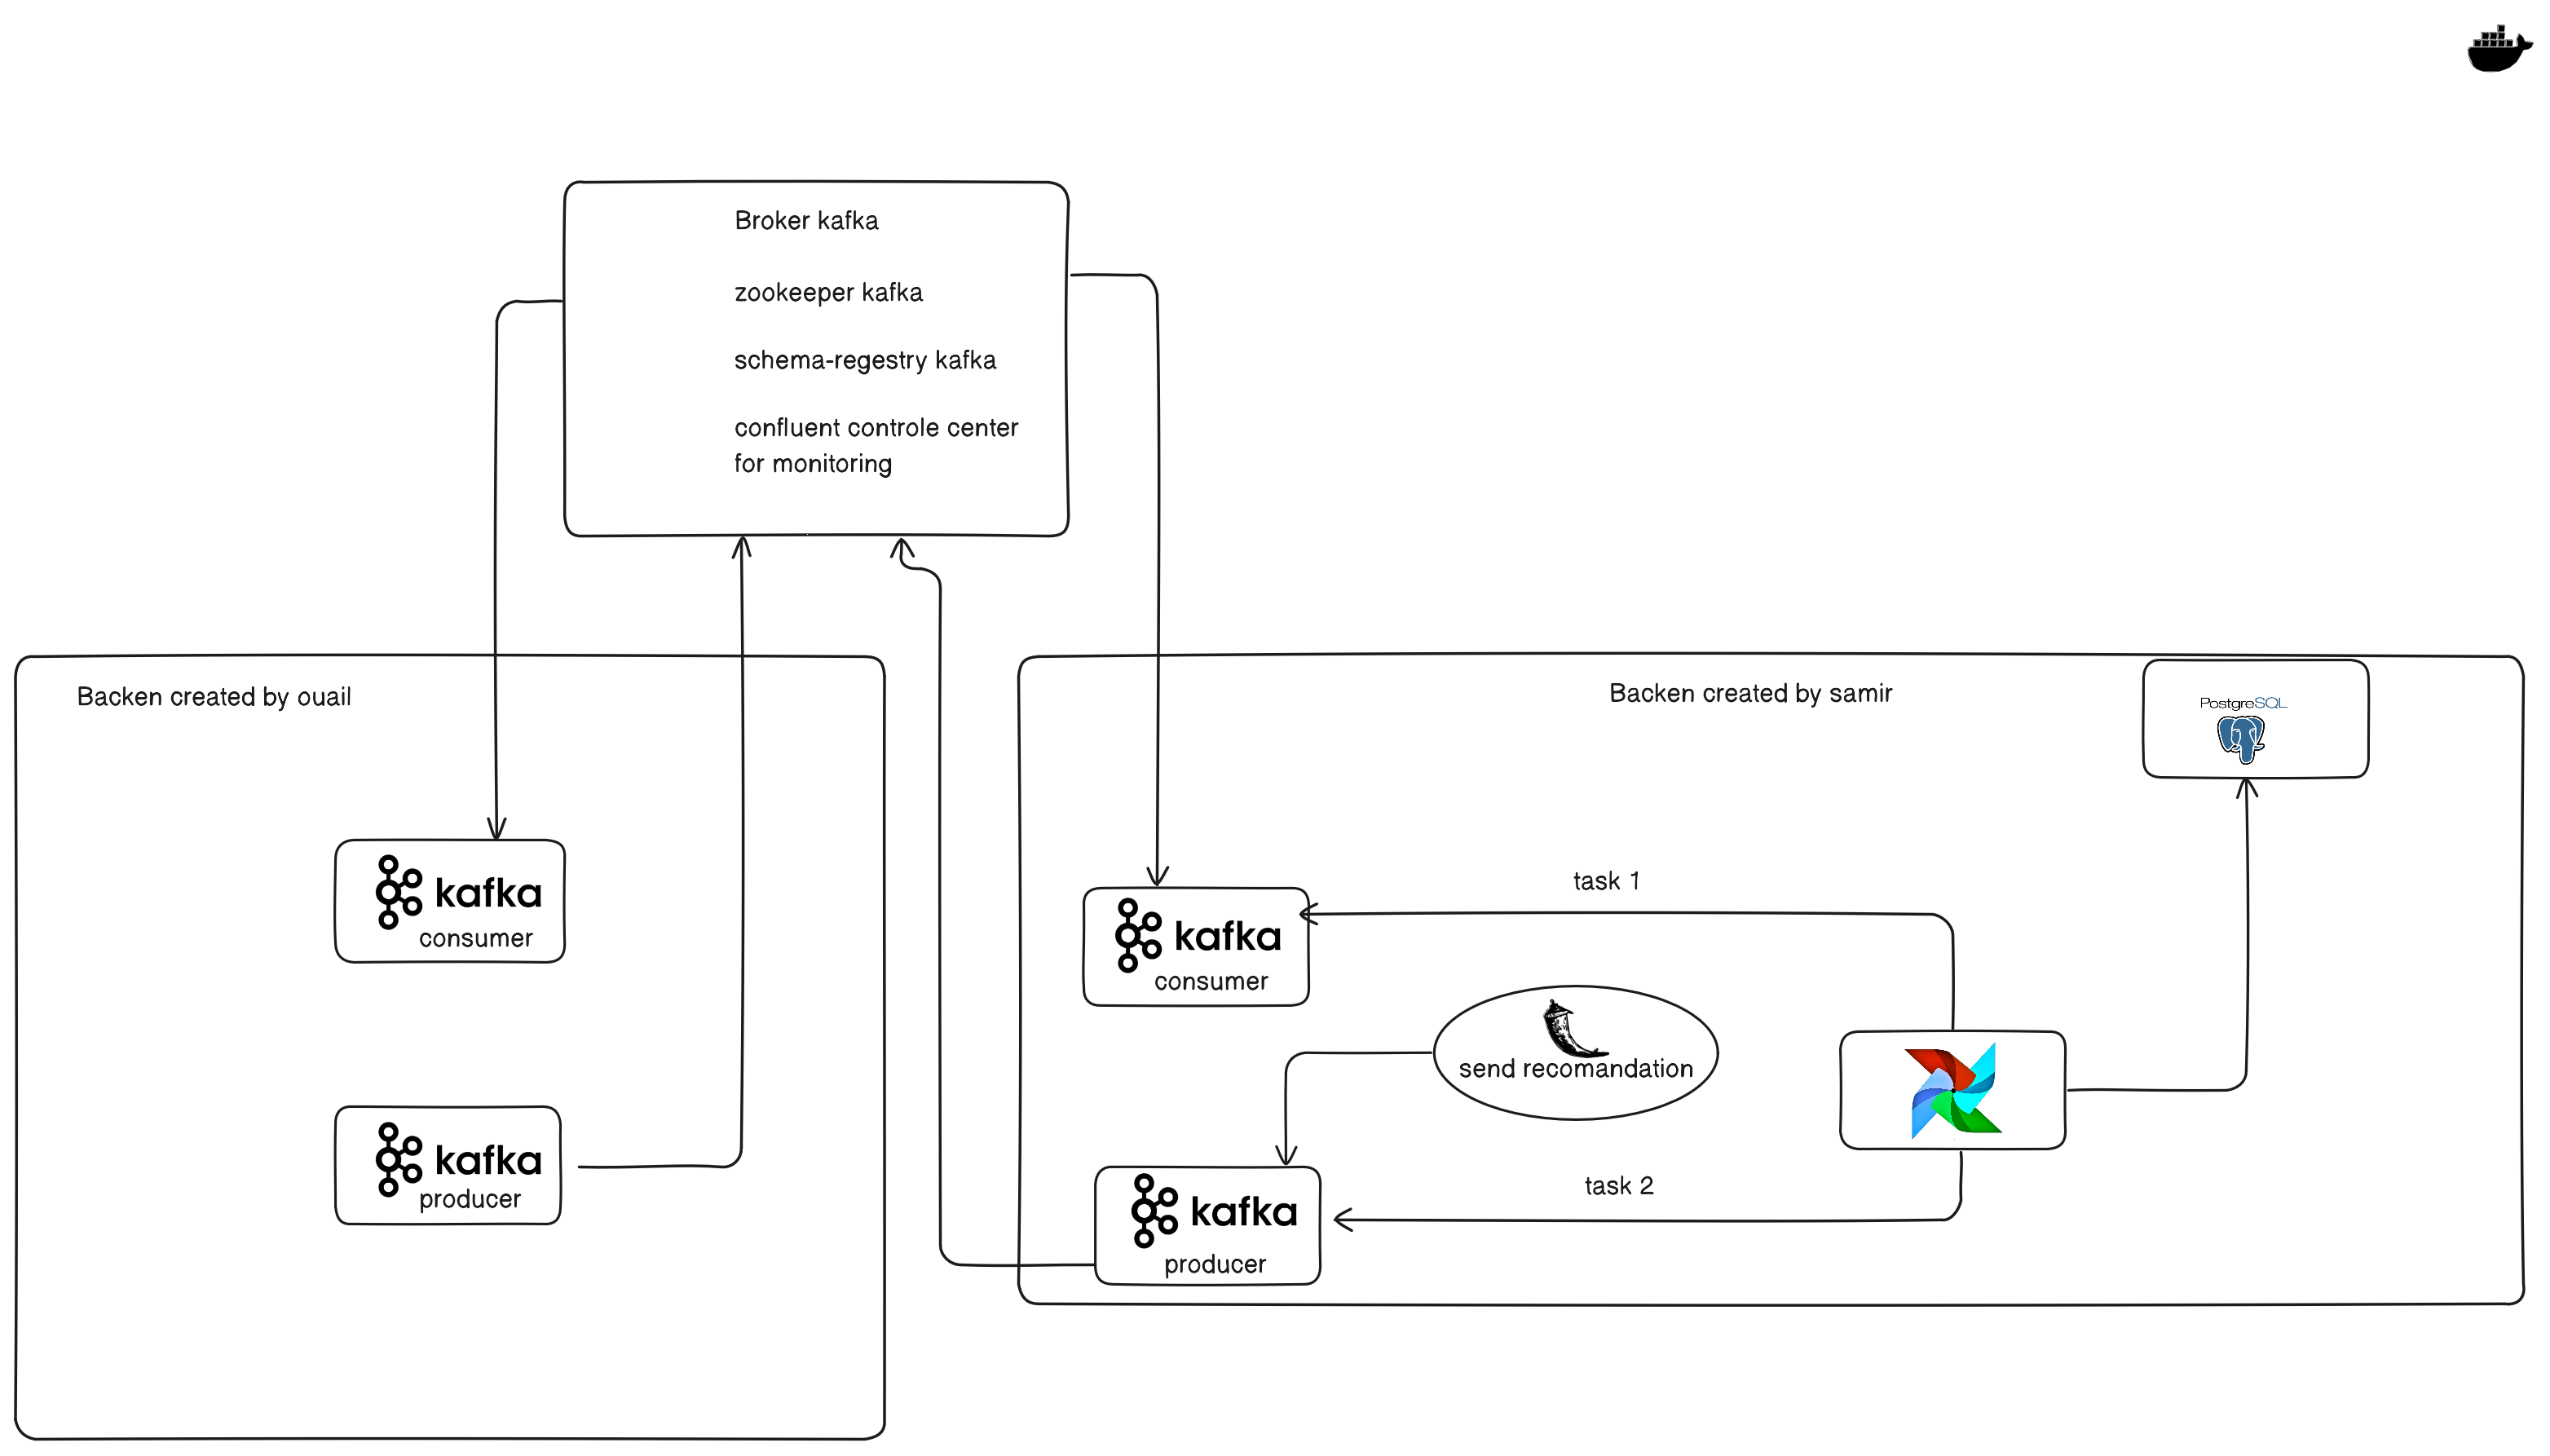 Broker kafka
zookeeper kafka
schema-regestry kafka
confluent controle center
for monitoring
Backen created by ouail
kafka
consumer
kafka
producer
Backen created by samir
PostgreSQL
task 1
kafka
consumer
send recomandation
task 2
kafka
producer